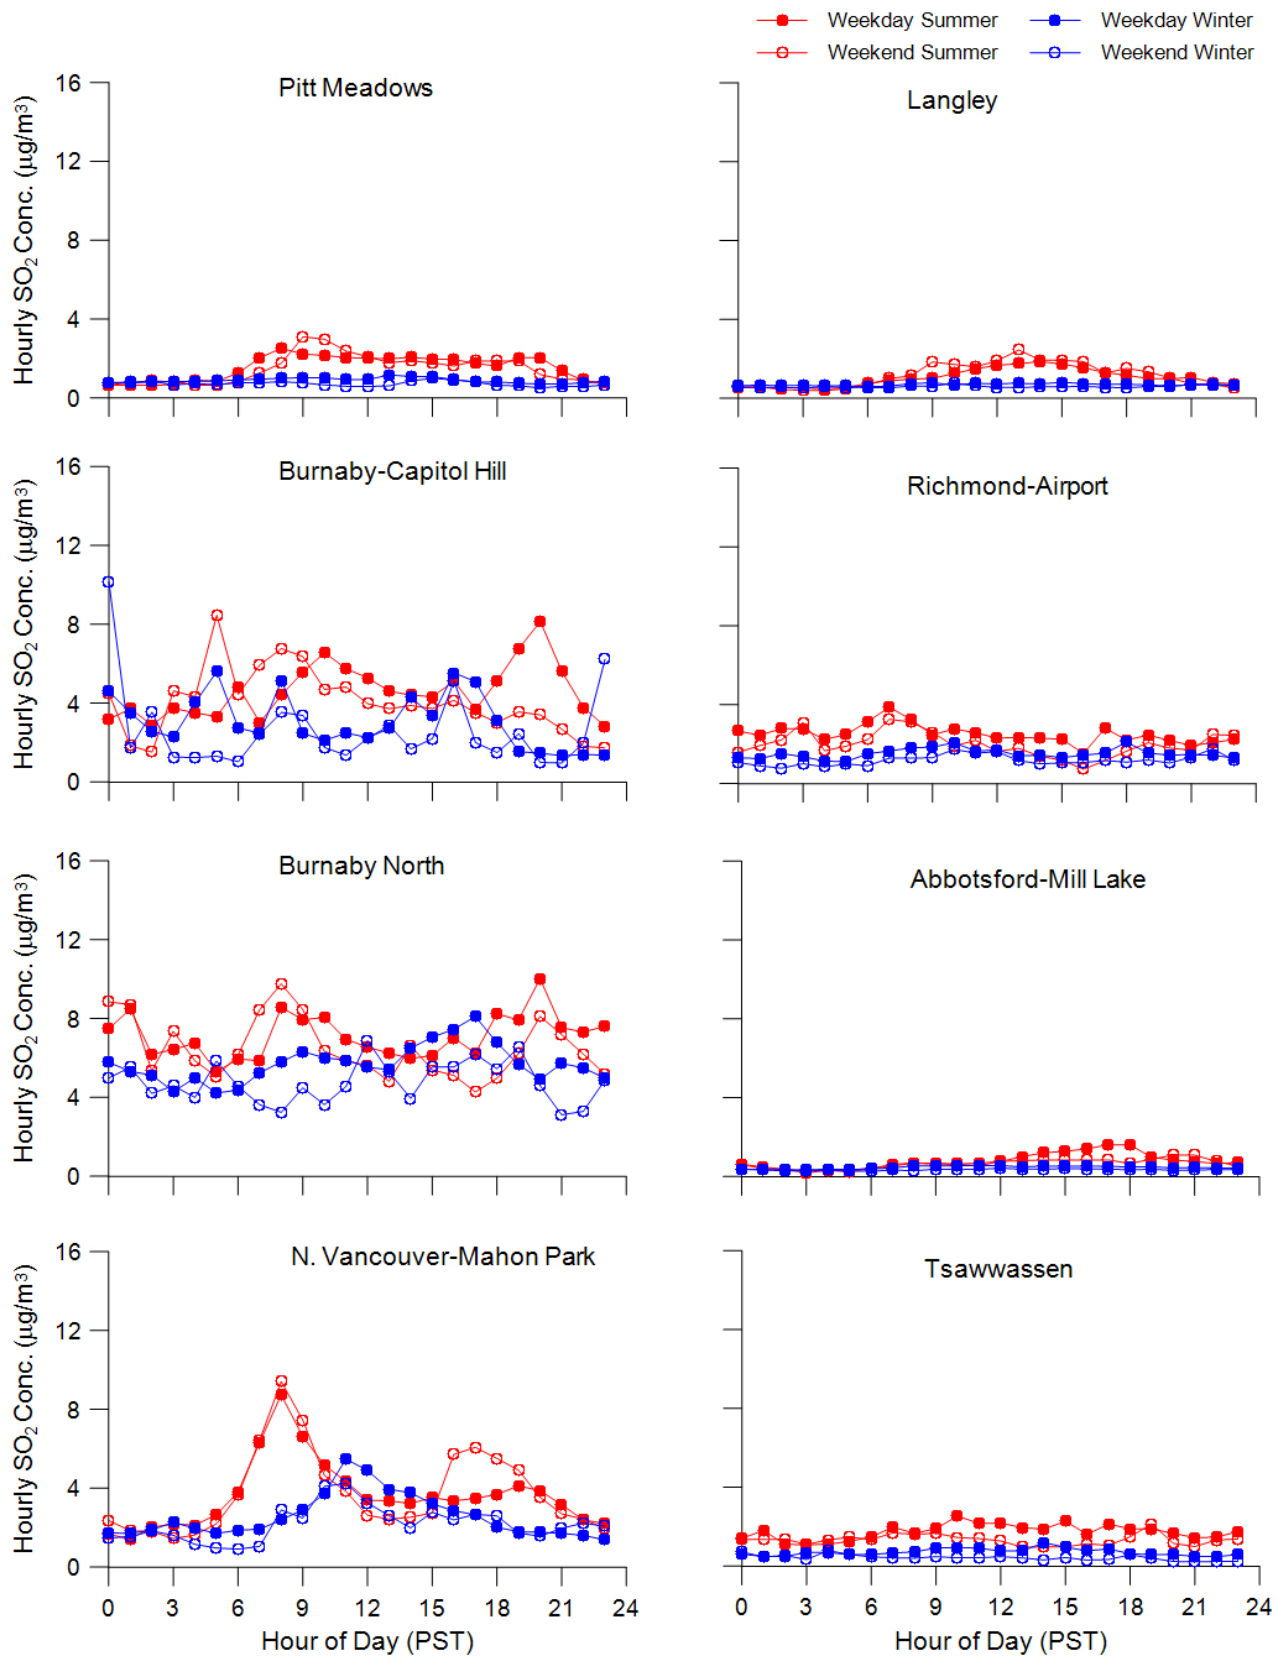 Weekday Summer Weekday Winter
Weekend Summer Weekend Winter
Pitt Meadows
Hourly SO2 Conc. (μg/m³)
16
12
8
4
0
Langley
Burnaby-Capitol Hill
Hourly SO2 Conc. (μg/m³)
16
12
8
4
0
Richmond-Airport
Burnaby North
Hourly SO2 Conc. (μg/m³)
16
12
8
4
0
Abbotsford-Mill Lake
N. Vancouver-Mahon Park
Hourly SO2 Conc. (μg/m³)
16
12
8
4
0
0 3 6 9 12 15 18 21 24
Hour of Day (PST)
Tsawwassen
0 3 6 9 12 15 18 21 24
Hour of Day (PST)